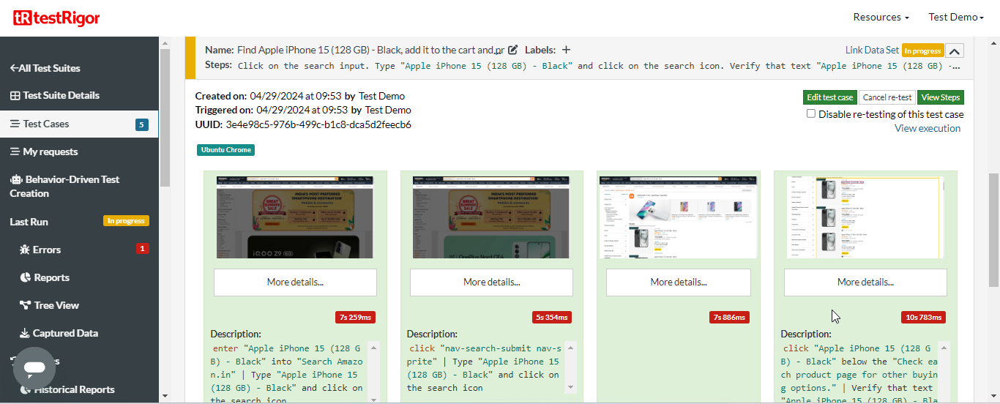 testRigor
Resources
Test Demo
All Test Suites
Test Suite Details
Test Cases 5
My requests
Behavior-Driven Test
Creation
Last Run In progress
Errors 1
Reports
Tree View
Captured Data
Historical Reports
Name: Find Apple iPhone 15 (128 GB) - Black, add it to the cart and pr Labels: +
Link Data Set In progress
Steps: Click on the search input. Type "Apple iPhone 15 (128 GB) - Black" and click on the search icon. Verify that text "Apple iPhone 15 (128 GB) -...
Created on: 04/29/2024 at 09:53 by Test Demo
Triggered on: 04/29/2024 at 09:53 by Test Demo
UUID: 3e4e98c5-976b-499c-b1c8-dca5d2feecb6
Edit test case Cancel re-test View Steps
Disable re-testing of this test case
View execution
Ubuntu Chrome
GREAT
SUMMER
SALE
INDIA'S MOST PREFERRED
SMARTPHONE DESTINATION
iQOO Z9
More details...
7s 259ms
Description:
enter "Apple iPhone 15 (128 G
B) - Black" into "Search Amazo
n.in" | Type "Apple iPhone 15
(128 GB) - Black" and click on
the search icon
GREAT
SUMMER
SALE
INDIA'S MOST PREFERRED
SMARTPHONE DESTINATION
OnePlus Nord CE4
More details...
5s 354ms
Description:
click "nav-search-submit nav-s
prite" | Type "Apple iPhone 15
(128 GB) - Black" and click on
the search icon
More details...
7s 886ms
More details...
10s 783ms
Description:
click "Apple iPhone 15 (128 G
B) - Black" below the "Check ea
ch product page for other buyin
g options." | Verify that text
"Apple iPhone 15 (128 GB) - Bla